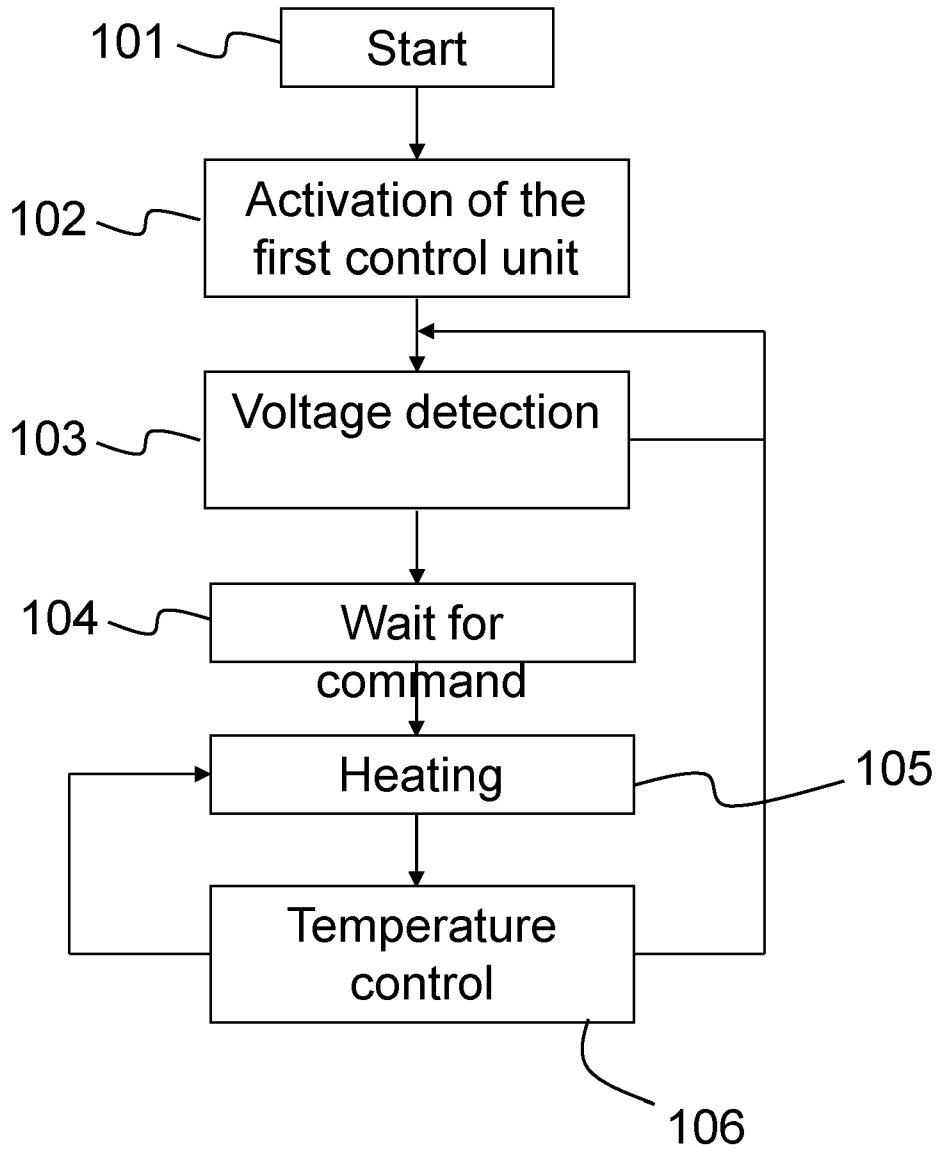 101
Start
102
Activation of the
first control unit
103
Voltage detection
104
Wait for
command
Heating
105
Temperature
control
106